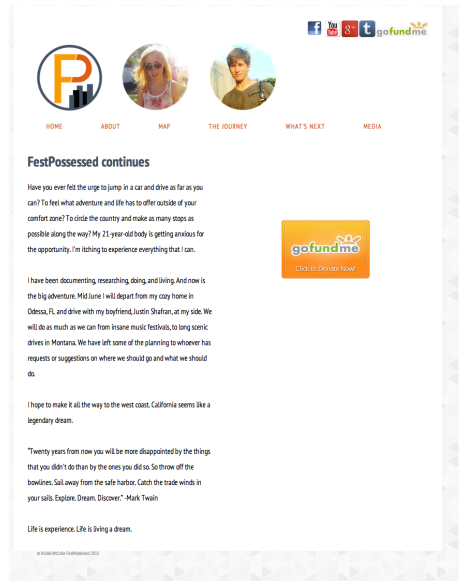 f You Tube g+ t gofundme
FP
HOME ABOUT MAP THE JOURNEY WHAT'S NEXT MEDIA
FestPossessed continues
Have you ever felt the urge to jump in a car and drive as far as you
can? To feel what adventure and life has to offer outside of your
comfort zone? To circle the country and make as many stops as
possible along the way? My 21-year-old body is getting anxious for
the opportunity. I'm itching to experience everything that I can.
gofundme
Click to Donate Now!
I have been documenting, researching, doing, and living. And now is
the big adventure. Mid June I will depart from my cozy home in
Odessa, FL and drive with my boyfriend, Justin Shafran, at my side. We
will do as much as we can from insane music festivals, to long scenic
drives in Montana. We have left some of the planning to whoever has
requests or suggestions on where we should go and what we should
do.
I hope to make it all the way to the west coast. California seems like a
legendary dream.
"Twenty years from now you will be more disappointed by the things
that you didn't do than by the ones you did so. So throw off the
bowlines. Sail away from the safe harbor. Catch the trade winds in
your sails. Explore. Dream. Discover." -Mark Twain
Life is experience. Life is living a dream.
FestPossessed 2013